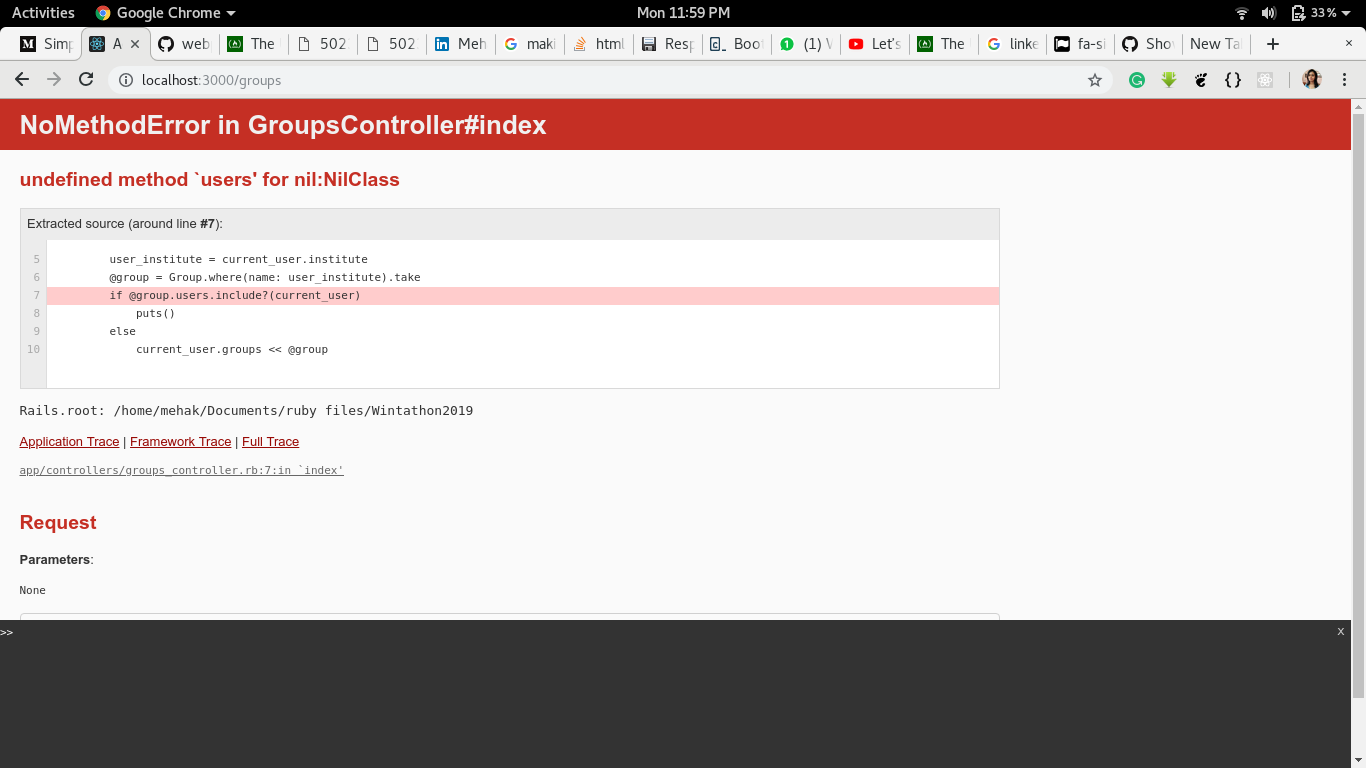 Activities Google Chrome Mon 11:59 PM 33%
Simp A web The 502 502 Meh maki html Resp Boot (1) Let's The linke fa-si Sho New Ta
localhost:3000/groups
NoMethodError in GroupsController#index
undefined method `users' for nil:NilClass
Extracted source (around line #7):
5 user_institute = current_user.institute
6 @group = Group.where(name: user_institute).take
7 if @group.users.include?(current_user)
8 puts()
9 else
10 current_user.groups << @group
Rails.root: /home/mehak/Documents/ruby files/Wintathon2019
Application Trace | Framework Trace | Full Trace
app/controllers/groups_controller.rb:7:in `index'
Request
Parameters:
None
>> x